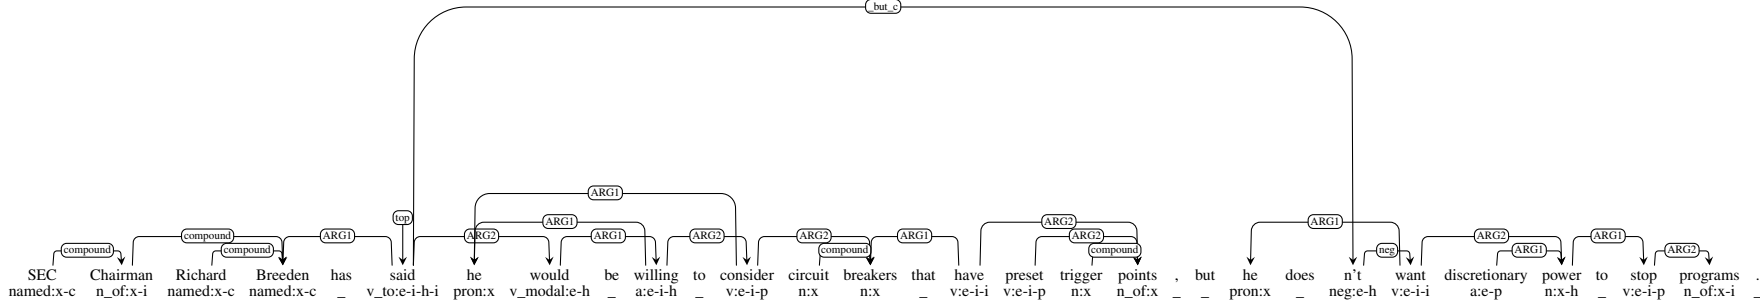 _but_c
ARG1
top ARG1 ARG2 ARG1
compound compound ARG1 ARG2 ARG1 ARG2 ARG2 ARG1 ARG2 ARG2 ARG1 ARG2
compound compound compound neg ARG1
SEC Chairman Richard Breeden has said he would be willing to consider circuit breakers that have preset trigger points , but he does n't want discretionary power to stop programs .
named:x-c n_of:x-i named:x-c named:x-c _ v_to:e-i-h-i pron:x v_modal:e-h _ a:e-i-h _ v:e-i-p n:x n:x _ v:e-i-i v:e-i-p n:x n_of:x _ _ pron:x _ neg:e-h v:e-i-i a:e-p n:x-h _ v:e-i-p n_of:x-i _